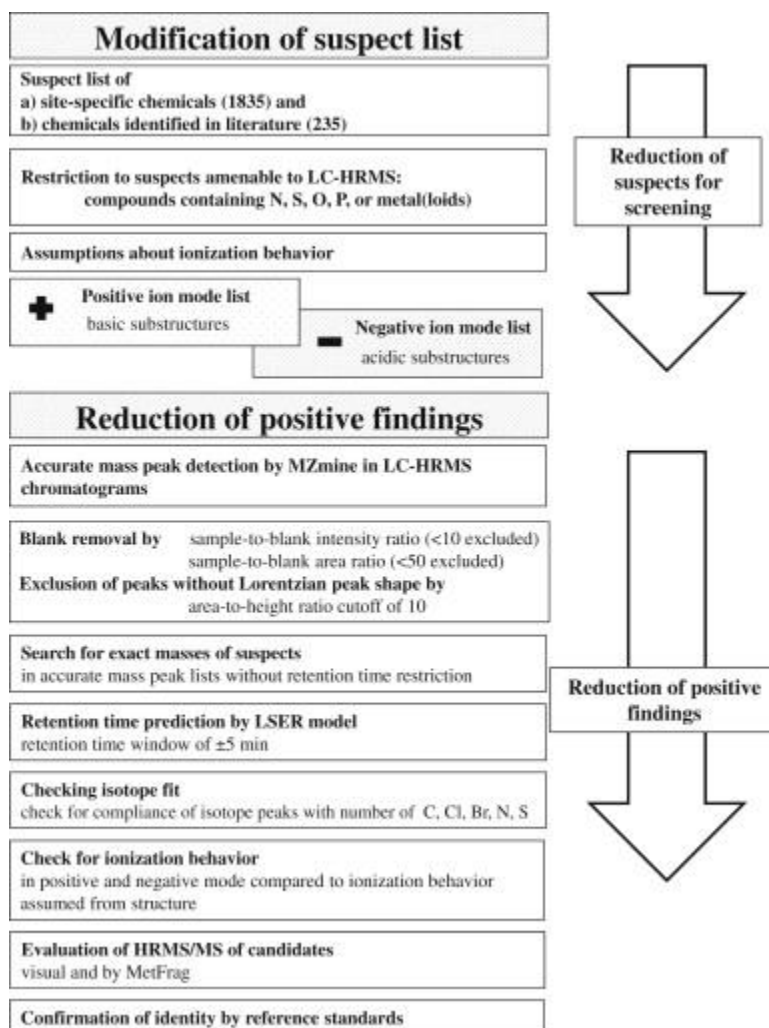 Modification of suspect list
Suspect list of
a) site-specific chemicals (1835) and
b) chemicals identified in literature (235)
Restriction to suspects amenable to LC-HRMS:
compounds containing N, S, O, P, or metal(loids)
Assumptions about ionization behavior
+ Positive ion mode list
basic substructures
- Negative ion mode list
acidic substructures
Reduction of
suspects for
screening
Reduction of positive findings
Accurate mass peak detection by MZmine in LC-HRMS
chromatograms
Blank removal by sample-to-blank intensity ratio (<10 excluded)
sample-to-blank area ratio (<50 excluded)
Exclusion of peaks without Lorentzian peak shape by
area-to-height ratio cutoff of 10
Search for exact masses of suspects
in accurate mass peak lists without retention time restriction
Retention time prediction by LSER model
retention time window of ±5 min
Checking isotope fit
check for compliance of isotope peaks with number of C, Cl, Br, N, S
Check for ionization behavior
in positive and negative mode compared to ionization behavior
assumed from structure
Evaluation of HRMS/MS of candidates
visual and by MetFrag
Confirmation of identity by reference standards
Reduction of positive
findings